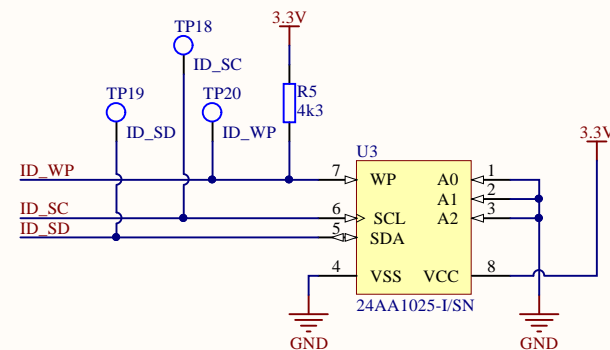 3.3V
TP18
ID_SC
TP19
TP20
R5
4k3
ID_SD
ID_WP
3.3V
U3
ID_WP
7
WP
A0
1
A1
2
ID_SC
6
SCL
A2
3
ID_SD
5
SDA
4
VSS
VCC
8
24AA1025-I/SN
GND
GND